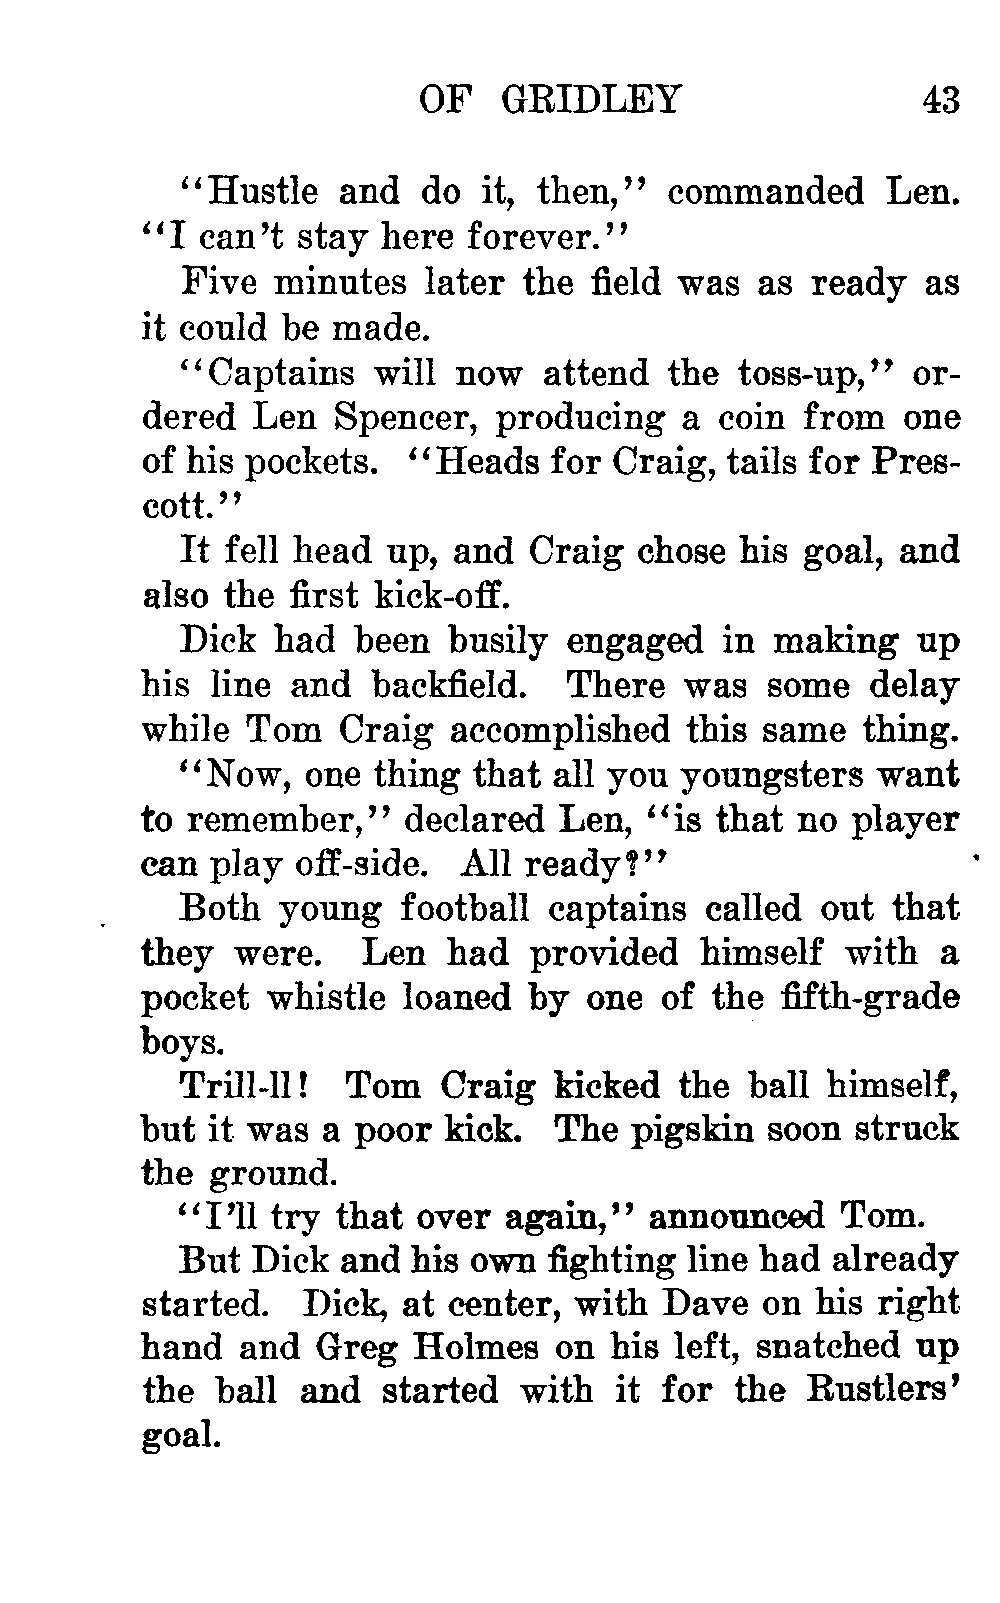 OF GRIDLEY 43
"Hustle and do it, then," commanded Len.
"I can't stay here forever."
Five minutes later the field was as ready as
it could be made.
"Captains will now attend the toss-up," or-
dered Len Spencer, producing a coin from one
of his pockets. "Heads for Craig, tails for Pres-
cott."
It fell head up, and Craig chose his goal, and
also the first kick-off.
Dick had been busily engaged in making up
his line and backfield. There was some delay
while Tom Craig accomplished this same thing.
"Now, one thing that all you youngsters want
to remember," declared Len, "is that no player
can play off-side. All ready?"
Both young football captains called out that
they were. Len had provided himself with a
pocket whistle loaned by one of the fifth-grade
boys.
Trill-ll! Tom Craig kicked the ball himself,
but it was a poor kick. The pigskin soon struck
the ground.
"I'll try that over again," announced Tom.
But Dick and his own fighting line had already
started. Dick, at center, with Dave on his right
hand and Greg Holmes on his left, snatched up
the ball and started with it for the Rustlers'
goal.